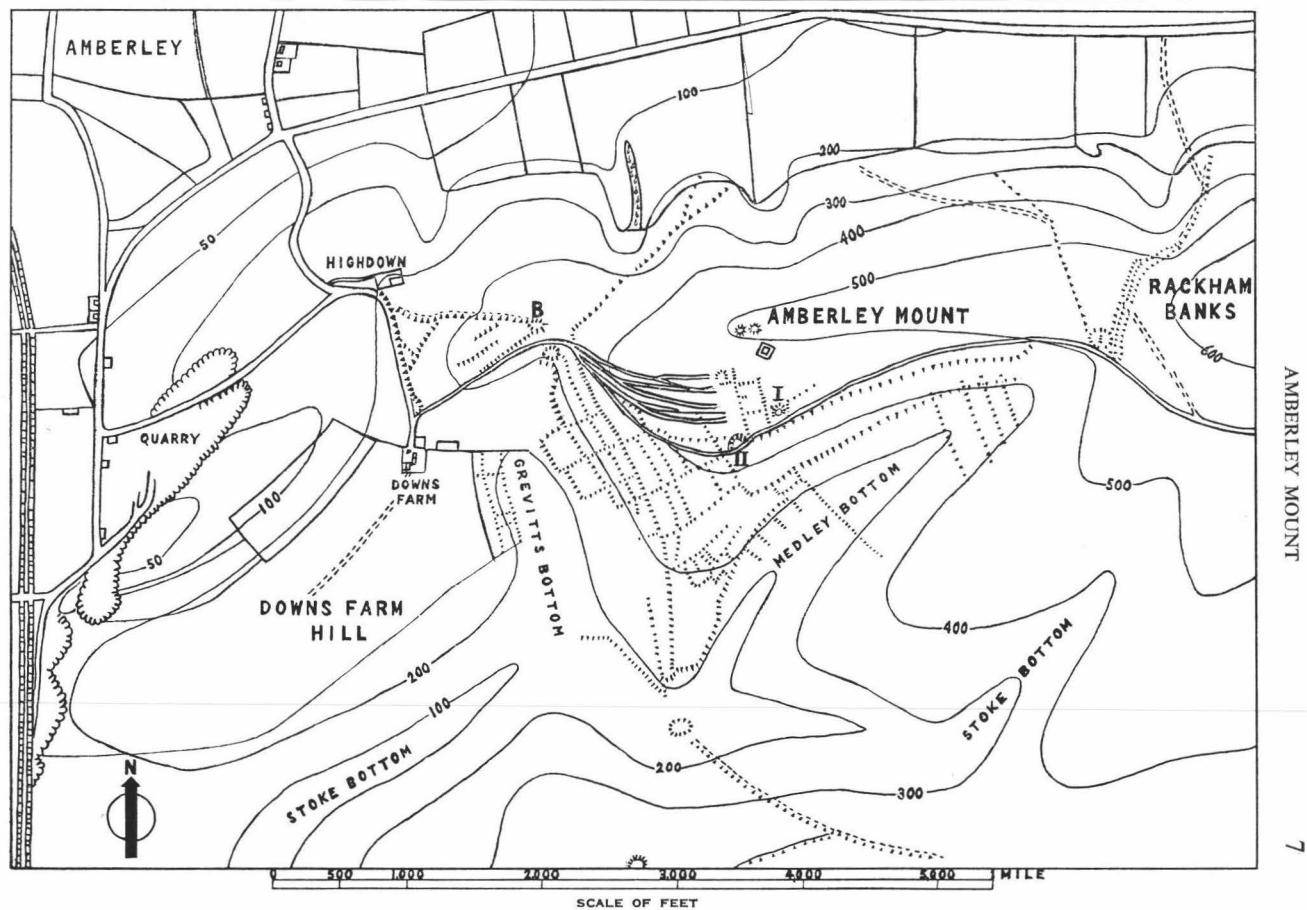 AMBERLEY
100
200
50
300
HIGHDOWN
400
500
RACKHAM
BANKS
B
AMBERLEY MOUNT
600
I
QUARRY
II
DOWNS
FARM
GREVITTS BOTTOM
MEDLEY BOTTOM
500
100
50
DOWNS FARM
HILL
400
STOKE BOTTOM
200
100
200
300
STOKE BOTTOM
N
0 500 1,000 2,000 3,000 4,000 5,000 1 MILE
SCALE OF FEET
AMBERLEY MOUNT
7